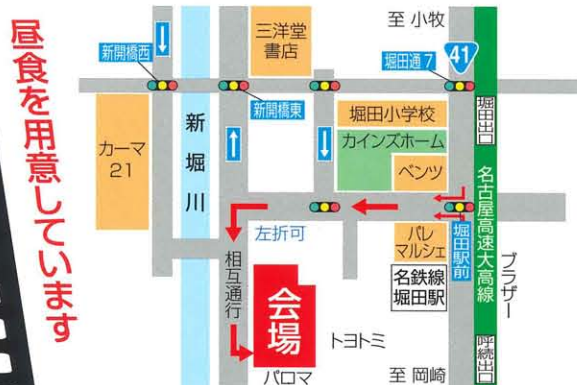 昼食を用意しています
三洋堂
書店
至 小牧
41
新開橋西
堀田通7
新開橋東
堀田出口
堀田小学校
カインズホーム
ベンツ
カーマ
21
新堀川
名古屋高速大高線
左折可
パレ
マルシェ
堀田駅前
ブラザー
相互通行
名鉄線
堀田駅
会場
トヨトミ
パロマ
至 岡崎
呼続出口